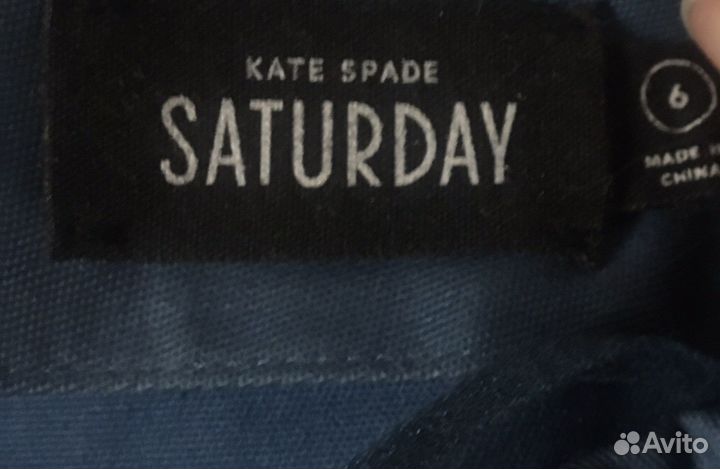 KATE SPADE
SATURDAY
6
MADE IN
CHINA
Avito